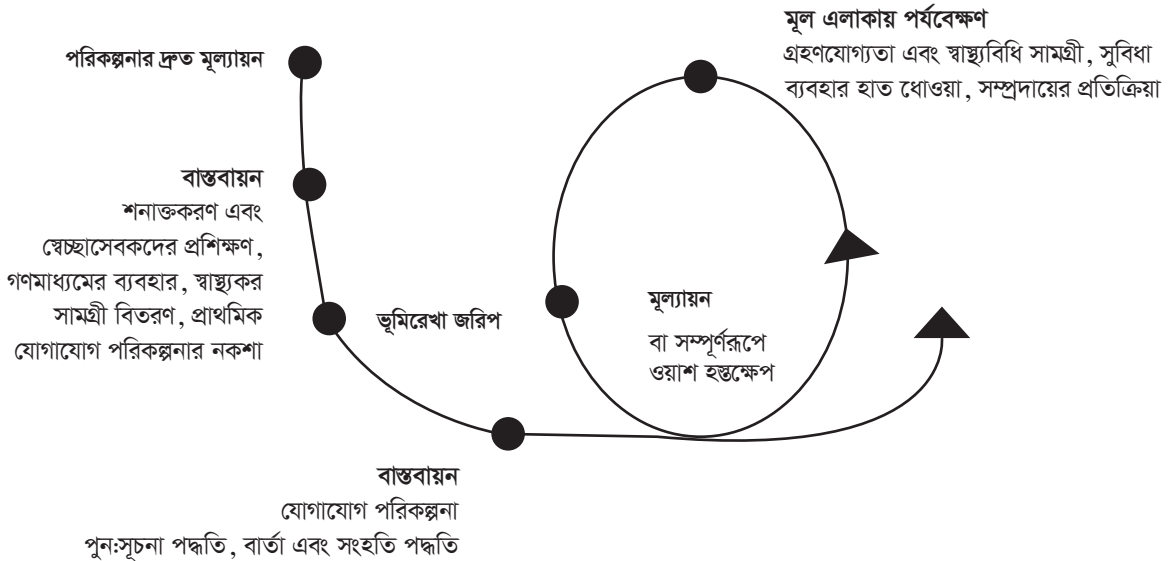 পরিকল্পনার দ্রুত মূল্যায়ন
বাস্তবায়ন
শনাক্তকরণ এবং
স্বেচ্ছাসেবকদের প্রশিক্ষণ,
গণমাধ্যমের ব্যবহার, স্বাস্থ্যকর
সামগ্রী বিতরণ, প্রাথমিক
যোগাযোগ পরিকল্পনার নকশা
ভূমিরেখা জরিপ
বাস্তবায়ন
যোগাযোগ পরিকল্পনা
পুন:সূচনা পদ্ধতি, বার্তা এবং সংহতি পদ্ধতি
মূল এলাকায় পর্যবেক্ষণ
গ্রহণযোগ্যতা এবং স্বাস্থ্যবিধি সামগ্রী, সুবিধা
ব্যবহার হাত ধোওয়া, সম্প্রদায়ের প্রতিক্রিয়া
মূল্যায়ন
বা সম্পূর্ণরূপে
ওয়াশ হস্তক্ষেপ